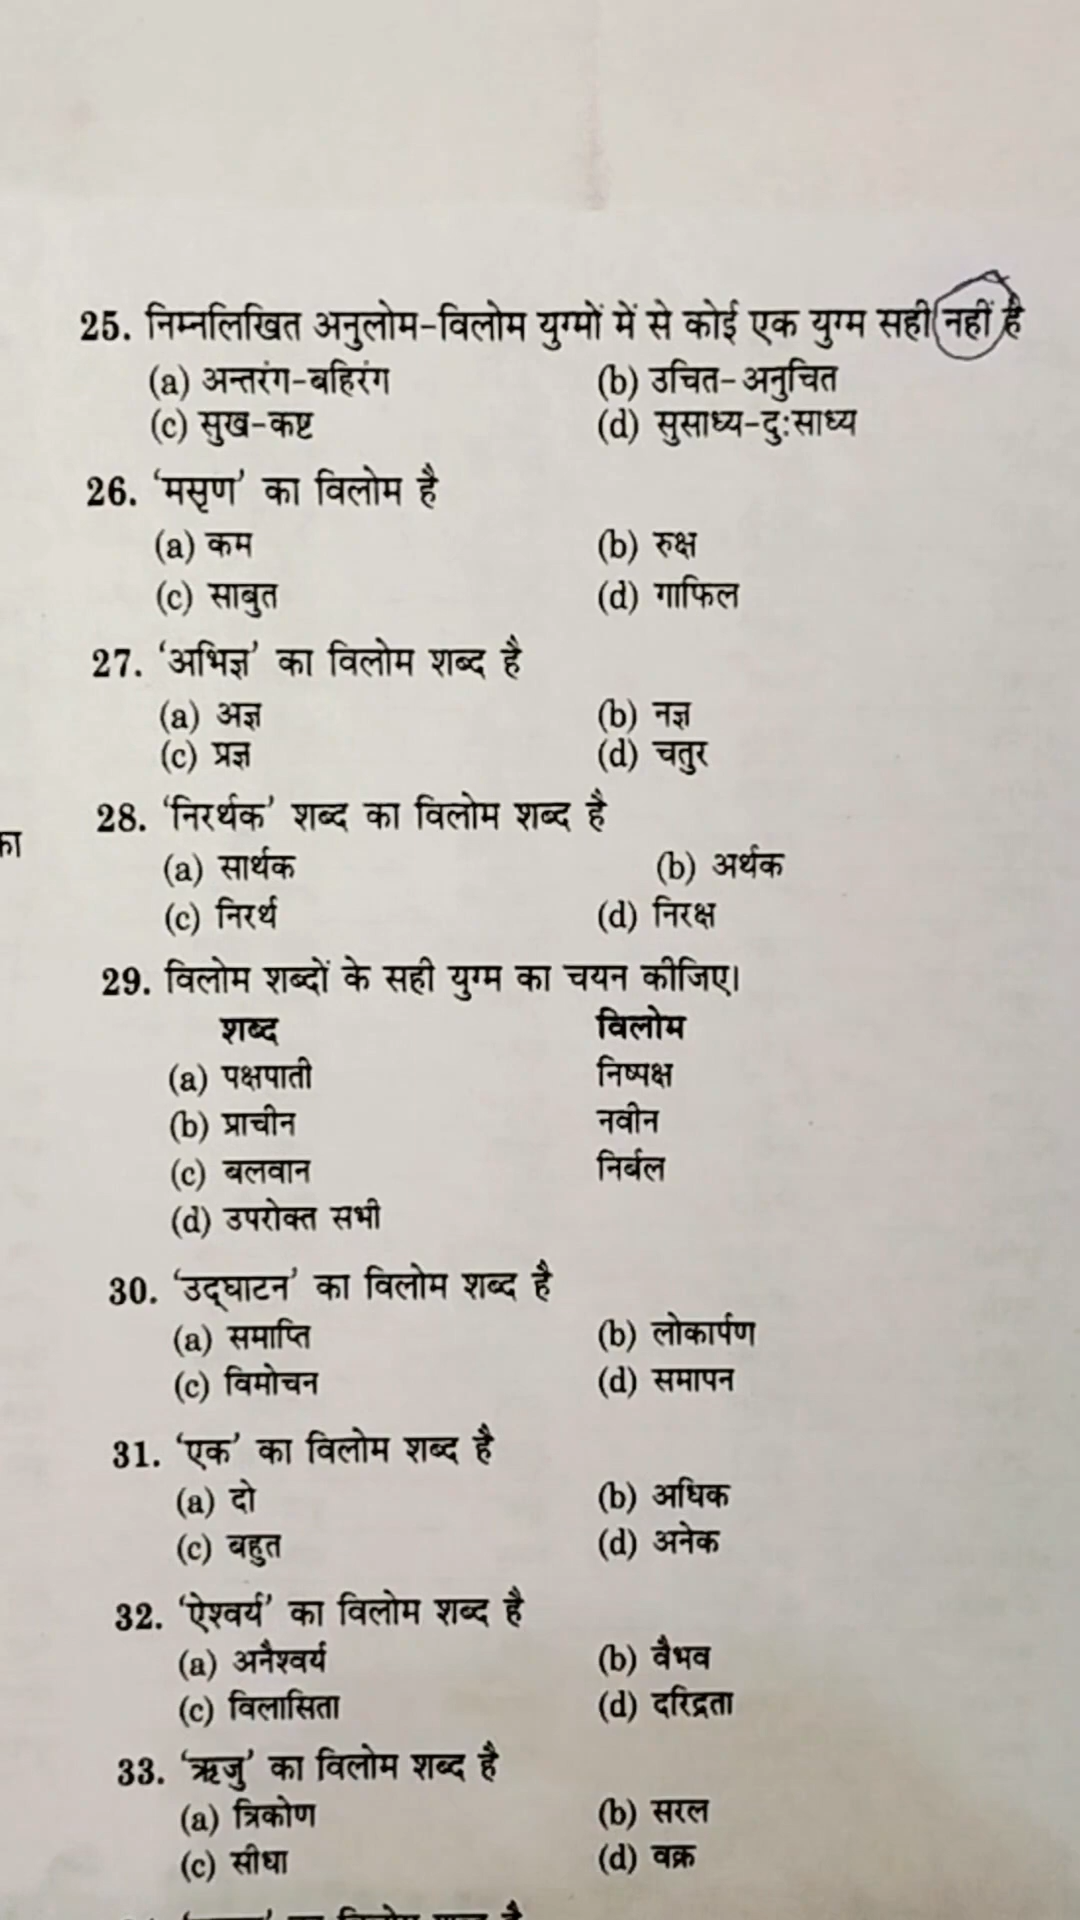 25. निम्नलिखित अनुलोम-विलोम युग्मों में से कोई एक युग्म सही नहीं है
(a) अन्तरंग-बहिरंग (b) उचित-अनुचित
(c) सुख-कष्ट (d) सुसाध्य-दुःसाध्य
26. ‘मसृण’ का विलोम है
(a) कम (b) रुक्ष
(c) साबुत (d) गाफिल
27. ‘अभिज्ञ’ का विलोम शब्द है
(a) अज्ञ (b) नज्ञ
(c) प्रज्ञ (d) चतुर
28. ‘निरर्थक’ शब्द का विलोम शब्द है
का
(a) सार्थक (b) अर्थक
(c) निरर्थ (d) निरक्ष
29. विलोम शब्दों के सही युग्म का चयन कीजिए।
शब्द विलोम
(a) पक्षपाती निष्पक्ष
(b) प्राचीन नवीन
(c) बलवान निर्बल
(d) उपरोक्त सभी
30. ‘उद्‌घाटन’ का विलोम शब्द है
(a) समाप्ति (b) लोकार्पण
(c) विमोचन (d) समापन
31. ‘एक’ का विलोम शब्द है
(a) दो (b) अधिक
(c) बहुत (d) अनेक
32. ‘ऐश्वर्य’ का विलोम शब्द है
(a) अनैश्वर्य (b) वैभव
(c) विलासिता (d) दरिद्रता
33. ‘ऋजु’ का विलोम शब्द है
(a) त्रिकोण (b) सरल
(c) सीधा (d) वक्र